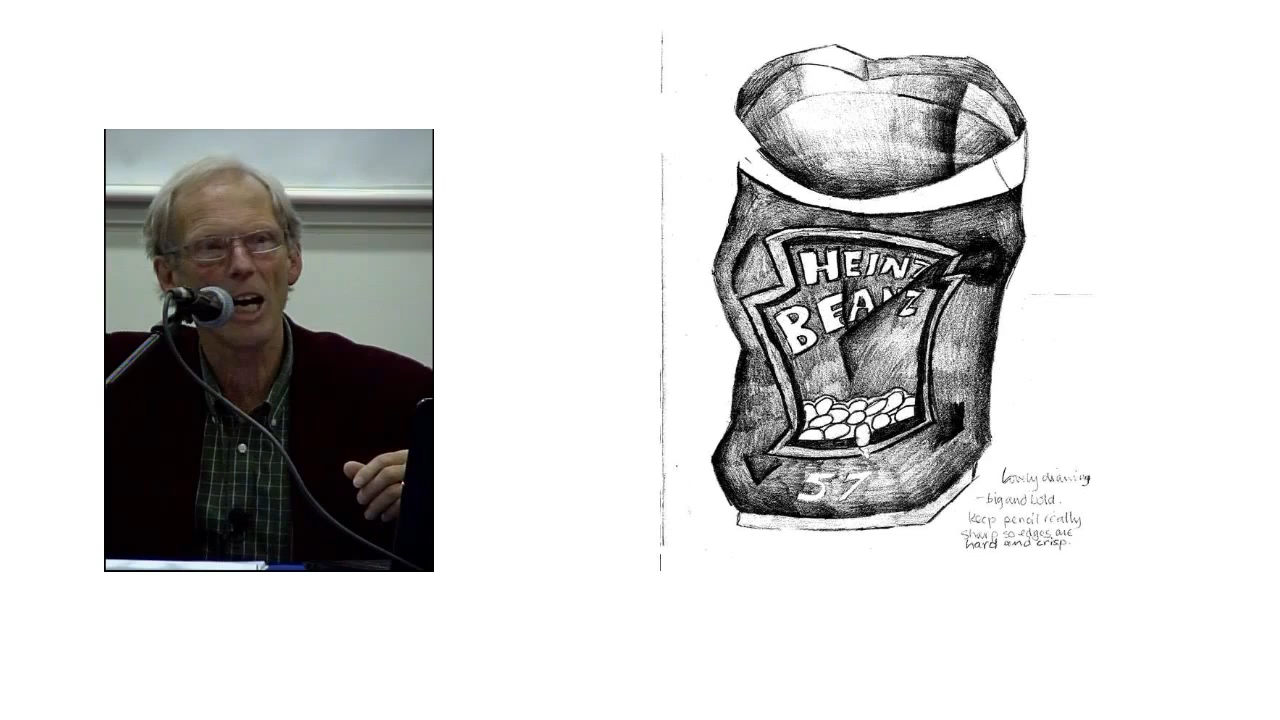 HEINZ
BEANZ
57
Lovely drawing
- big and bold.
Keep pencil really
sharp so edges are
hard and crisp.